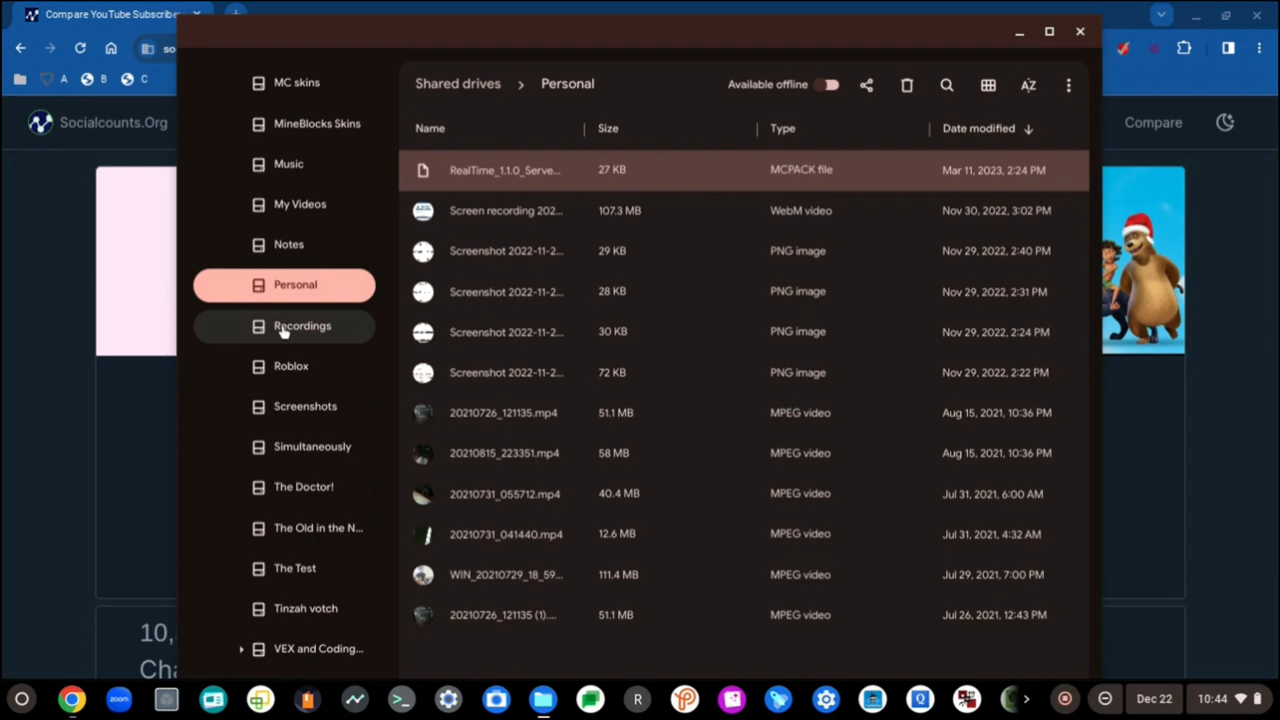 Compare YouTube Subscribe
so
A
B
C
Socialcounts.Org
Compare
10,
Cha
MC skins
MineBlocks Skins
Music
My Videos
Notes
Personal
Recordings
Roblox
Screenshots
Simultaneously
The Doctor!
The Old in the N...
The Test
Tinzah votch
VEX and Coding...
Shared drives > Personal
Available offline
AZ
Name Size Type Date modified
RealTime_1.1.0_Serve... 27 KB MCPACK file Mar 11, 2023, 2:24 PM
Screen recording 202... 107.3 MB WebM video Nov 30, 2022, 3:02 PM
Screenshot 2022-11-2... 29 KB PNG image Nov 29, 2022, 2:40 PM
Screenshot 2022-11-2... 28 KB PNG image Nov 29, 2022, 2:31 PM
Screenshot 2022-11-2... 30 KB PNG image Nov 29, 2022, 2:24 PM
Screenshot 2022-11-2... 72 KB PNG image Nov 29, 2022, 2:22 PM
20210726_121135.mp4 51.1 MB MPEG video Aug 15, 2021, 10:36 PM
20210815_223351.mp4 58 MB MPEG video Aug 15, 2021, 10:36 PM
20210731_055712.mp4 40.4 MB MPEG video Jul 31, 2021, 6:00 AM
20210731_041440.mp4 12.6 MB MPEG video Jul 31, 2021, 4:32 AM
WIN_20210729_18_59... 111.4 MB MPEG video Jul 29, 2021, 7:00 PM
20210726_121135 (1).... 51.1 MB MPEG video Jul 26, 2021, 12:43 PM
zoom
R
Q
Dec 22
10:44